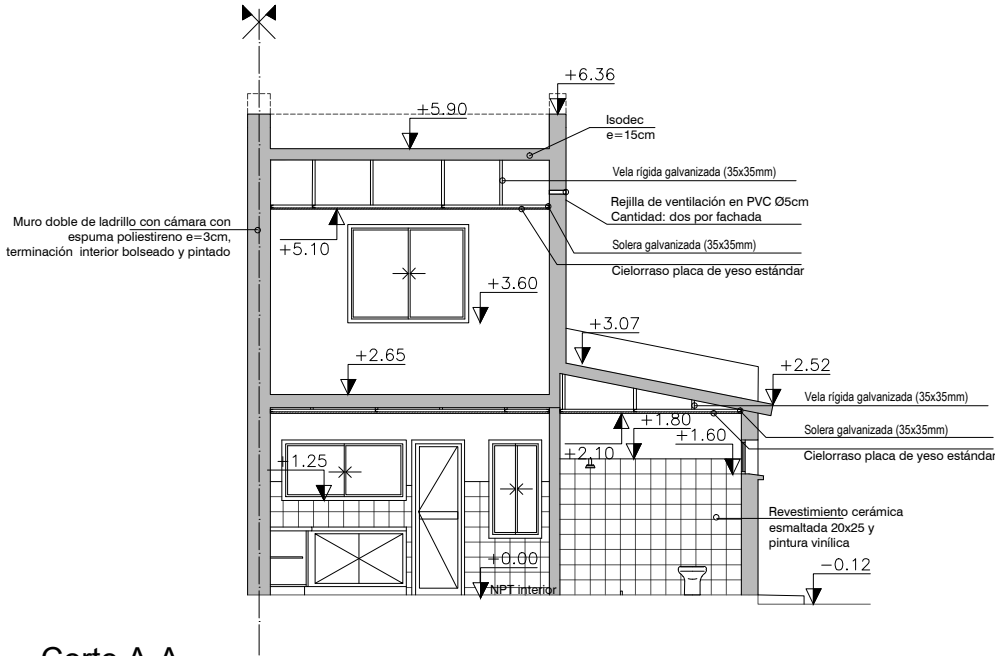 +6.36
+5.90
Isodec
e=15cm
Vela rígida galvanizada (35x35mm)
Rejilla de ventilación en PVC Ø5cm
Cantidad: dos por fachada
Muro doble de ladrillo con cámara con
espuma poliestireno e=3cm,
terminación interior bolseado y pintado
+5.10
Solera galvanizada (35x35mm)
Cielorraso placa de yeso estándar
+3.60
+3.07
+2.65
+2.52
Vela rígida galvanizada (35x35mm)
+1.80
+1.60
Solera galvanizada (35x35mm)
+2.10
Cielorraso placa de yeso estándar
+1.25
Revestimiento cerámica
esmaltada 20x25 y
pintura vinílica
+0.00
NPT interior
-0.12
Corte A-A